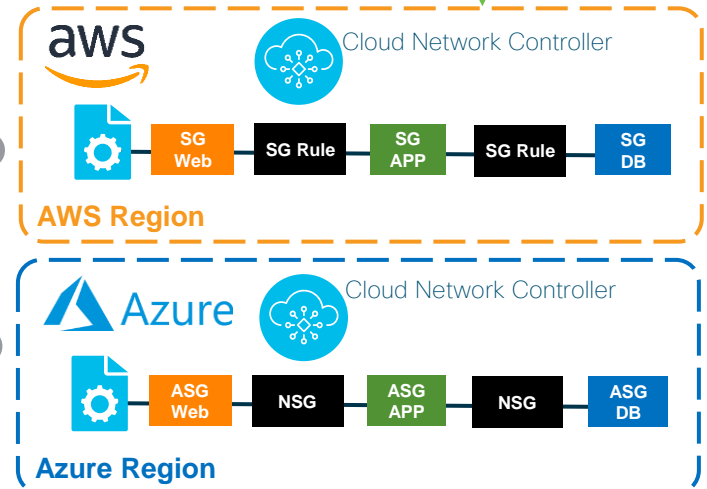 aws
Cloud Network Controller
SG
Web
SG Rule
SG
APP
SG Rule
SG
DB
AWS Region
Azure
Cloud Network Controller
ASG
Web
NSG
ASG
APP
NSG
ASG
DB
Azure Region